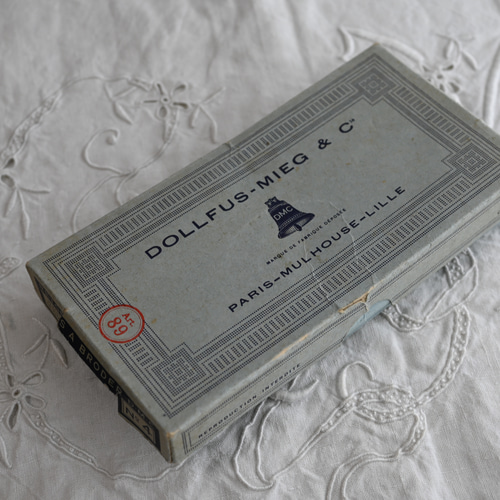 DOLLFUS-MIEG & Cie
DMC
MARQUE DE FABRIQUE DÉPOSÉE
PARIS-MULHOUSE-LILLE
Art.
89
S A BRODER
REPRODUCTION INTERDITE